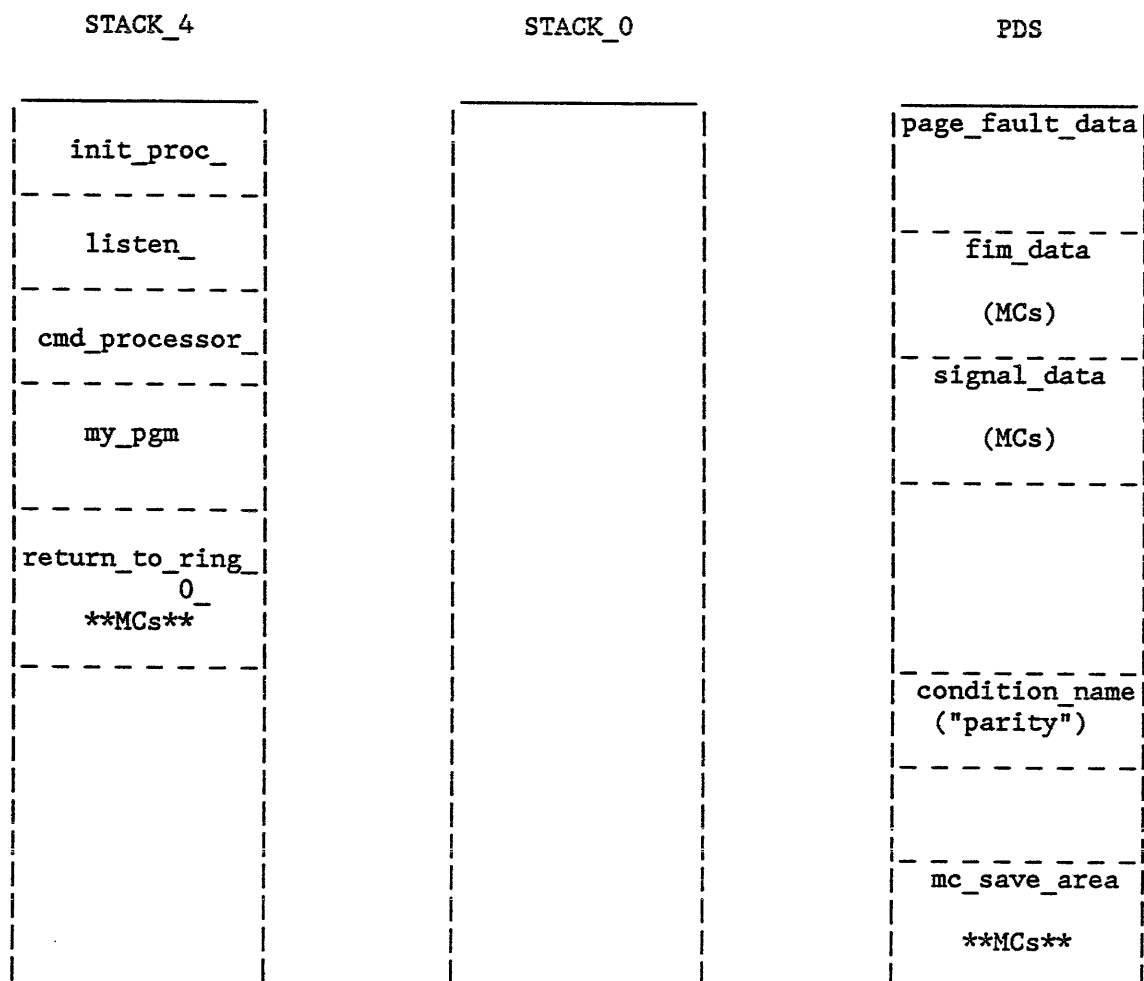 STACK_4 STACK_0 PDS
init_proc_
listen_
cmd_processor_
my_pgm
return_to_ring_
0_
**MCs**
page_fault_data
fim_data
(MCs)
signal_data
(MCs)
condition_name
("parity")
mc_save_area
**MCs**